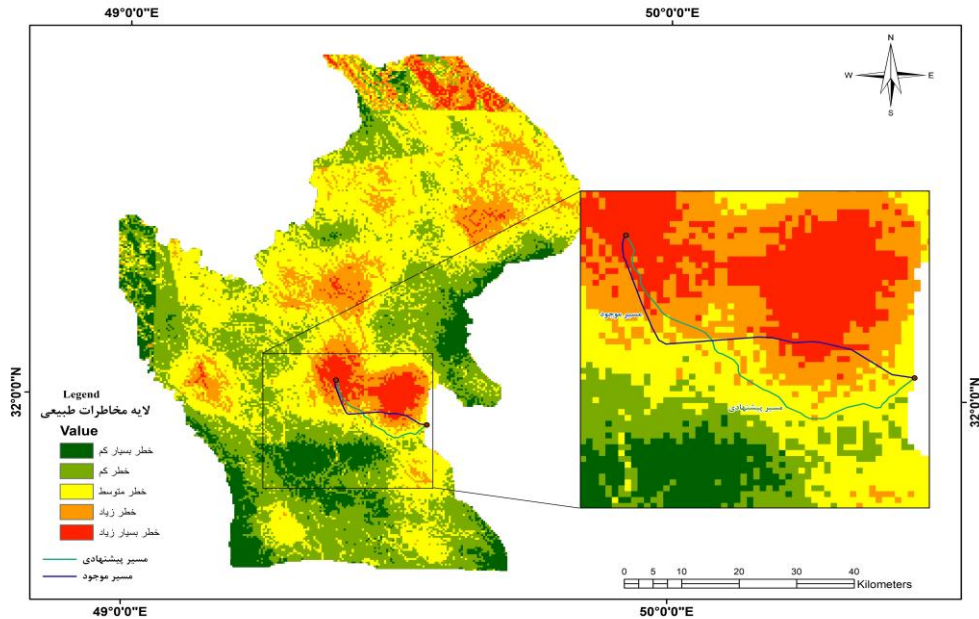 49°0'0"E
50°0'0"E
N
W
E
S
32°0'0"N
32°0'0"N
مسیر موجود
مسیر پیشنهادی
Legend
لایه مخاطرات طبیعی
Value
خطر بسیار کم
خطر کم
خطر متوسط
خطر زیاد
خطر بسیار زیاد
مسیر پیشنهادی
مسیر موجود
0 5 10 20 30 40
Kilometers
49°0'0"E
50°0'0"E